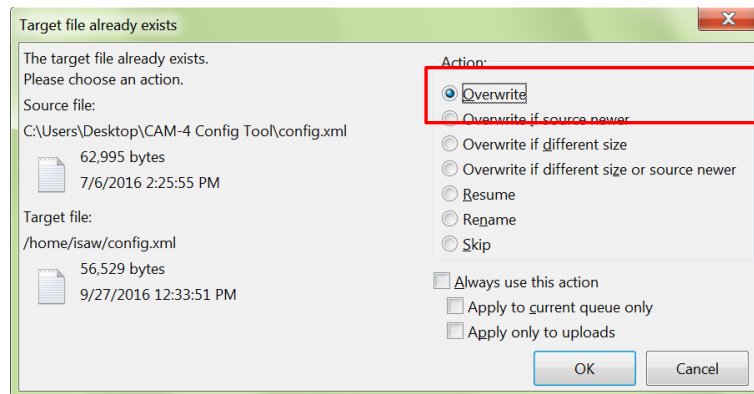 Target file already exists
The target file already exists.
Please choose an action.
Source file:
C:\Users\Desktop\CAM-4 Config Tool\config.xml
62,995 bytes
7/6/2016 2:25:55 PM
Target file:
/home/isaw/config.xml
56,529 bytes
9/27/2016 12:33:51 PM
Action:
Overwrite
Overwrite if source newer
Overwrite if different size
Overwrite if different size or source newer
Resume
Rename
Skip
Always use this action
Apply to current queue only
Apply only to uploads
OK
Cancel